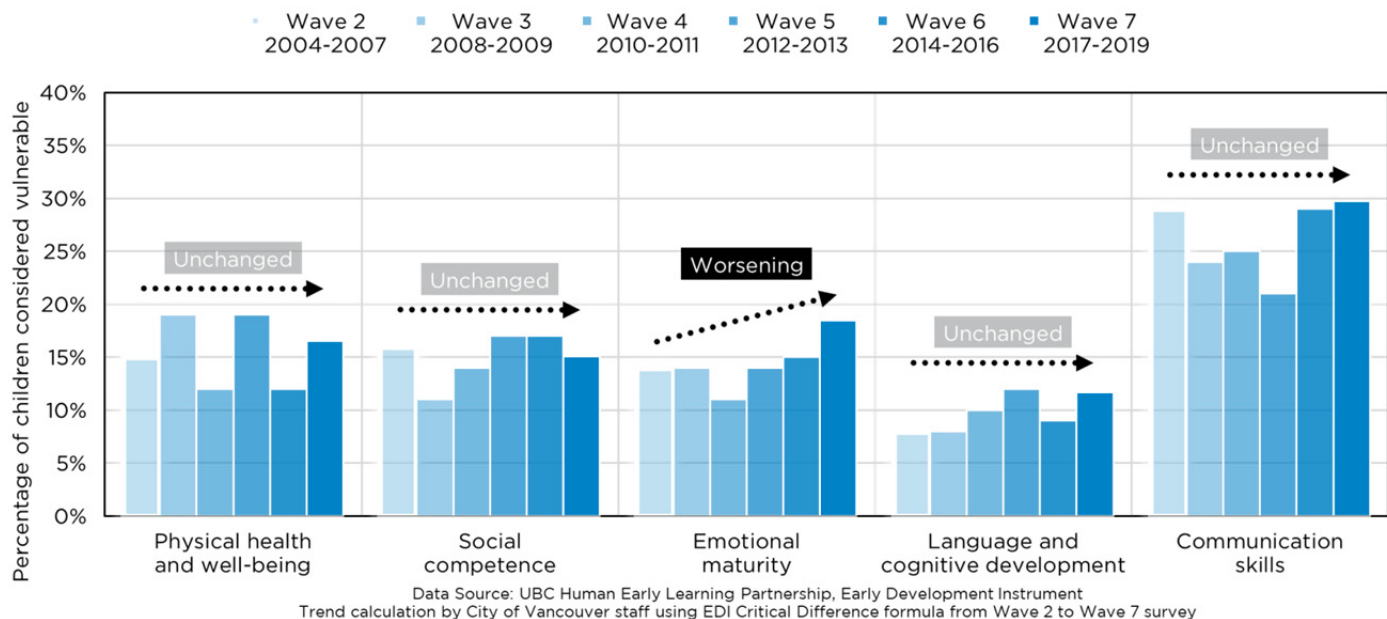 Wave 2 Wave 3 Wave 4 Wave 5 Wave 6 Wave 7
2004-2007 2008-2009 2010-2011 2012-2013 2014-2016 2017-2019
Percentage of children considered vulnerable
40%
35%
30%
25%
20%
15%
10%
5%
0%
Unchanged
Unchanged
Worsening
Unchanged
Unchanged
Physical health
and well-being
Social
competence
Emotional
maturity
Language and
cognitive development
Communication
skills
Data Source: UBC Human Early Learning Partnership, Early Development Instrument
Trend calculation by City of Vancouver staff using EDI Critical Difference formula from Wave 2 to Wave 7 survey